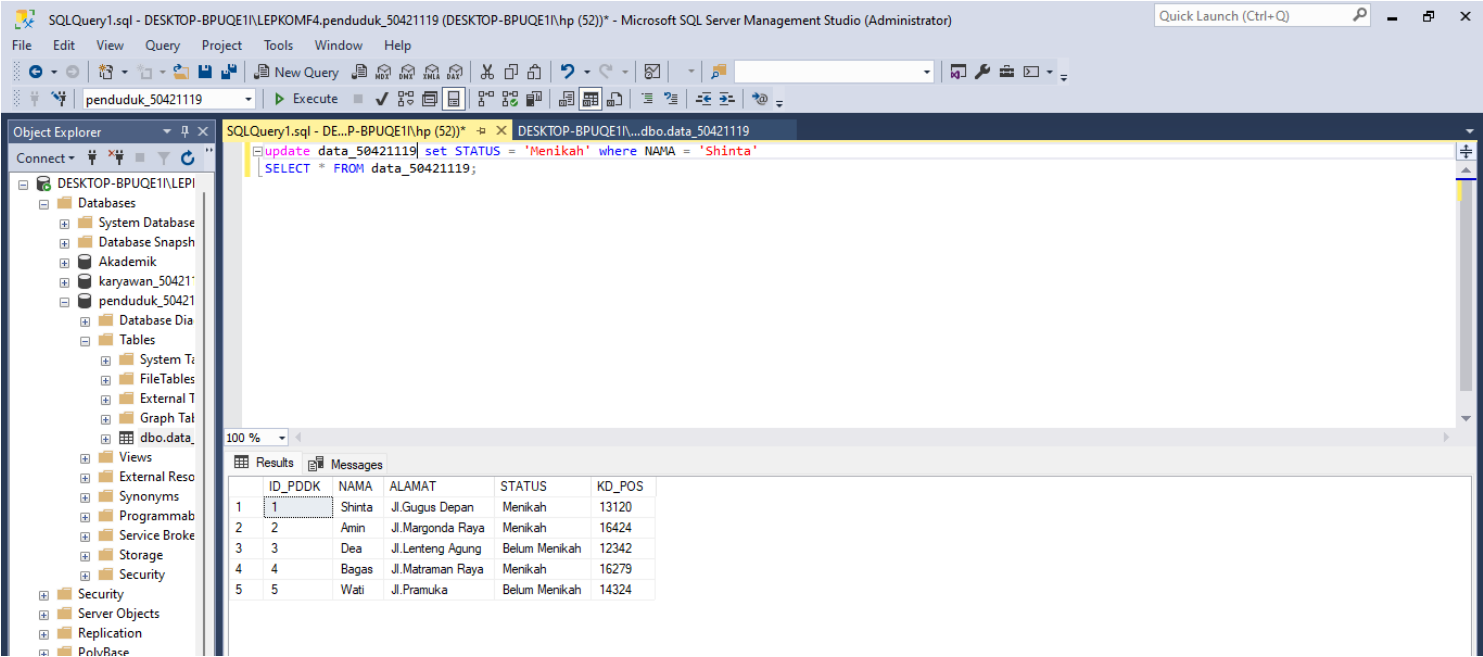 SQLQuery1.sql - DESKTOP-BPUQE1I\LEPKOMF4.penduduk_50421119 (DESKTOP-BPUQE1I\hp (52))* - Microsoft SQL Server Management Studio (Administrator)
Quick Launch (Ctrl+Q)
File Edit View Query Project Tools Window Help
New Query MDX DMX XMLA DAX
penduduk_50421119 Execute
Object Explorer
SQLQuery1.sql - DE...P-BPUQE1I\hp (52))* DESKTOP-BPUQE1I\...dbo.data_50421119
Connect
update data_50421119 set STATUS = 'Menikah' where NAMA = 'Shinta'
SELECT * FROM data_50421119;
DESKTOP-BPUQE1I\LEPI
Databases
System Database
Database Snapsh
Akademik
karyawan_50421
penduduk_50421
Database Dia
Tables
System Ta
FileTables
External T
Graph Tab
dbo.data_
Views
External Reso
Synonyms
Programmab
Service Broke
Storage
Security
Security
Server Objects
Replication
PolyBase
100 %
Results Messages
ID_PDDK NAMA ALAMAT STATUS KD_POS
1 1 Shinta Jl.Gugus Depan Menikah 13120
2 2 Amin Jl.Margonda Raya Menikah 16424
3 3 Dea Jl.Lenteng Agung Belum Menikah 12342
4 4 Bagas Jl.Matraman Raya Menikah 16279
5 5 Wati Jl.Pramuka Belum Menikah 14324